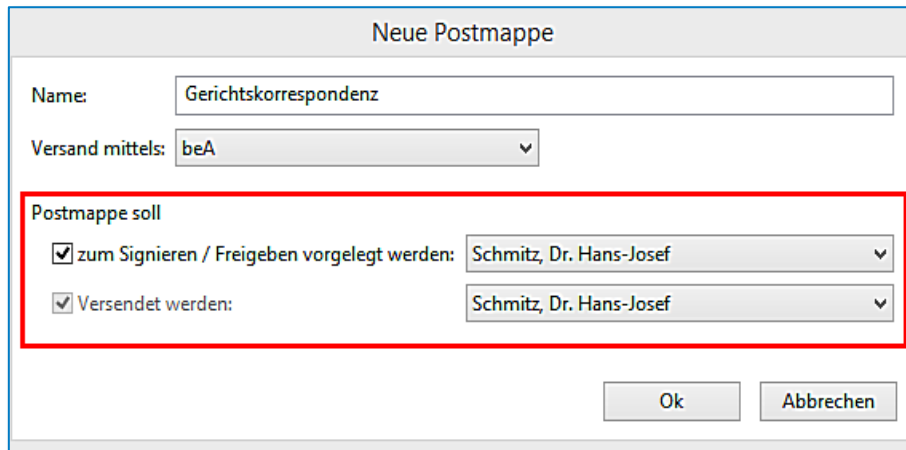 Neue Postmappe
Name: Gerichtskorrespondenz
Versand mittels: beA
Postmappe soll
zum Signieren / Freigeben vorgelegt werden: Schmitz, Dr. Hans-Josef
Versendet werden: Schmitz, Dr. Hans-Josef
Ok Abbrechen